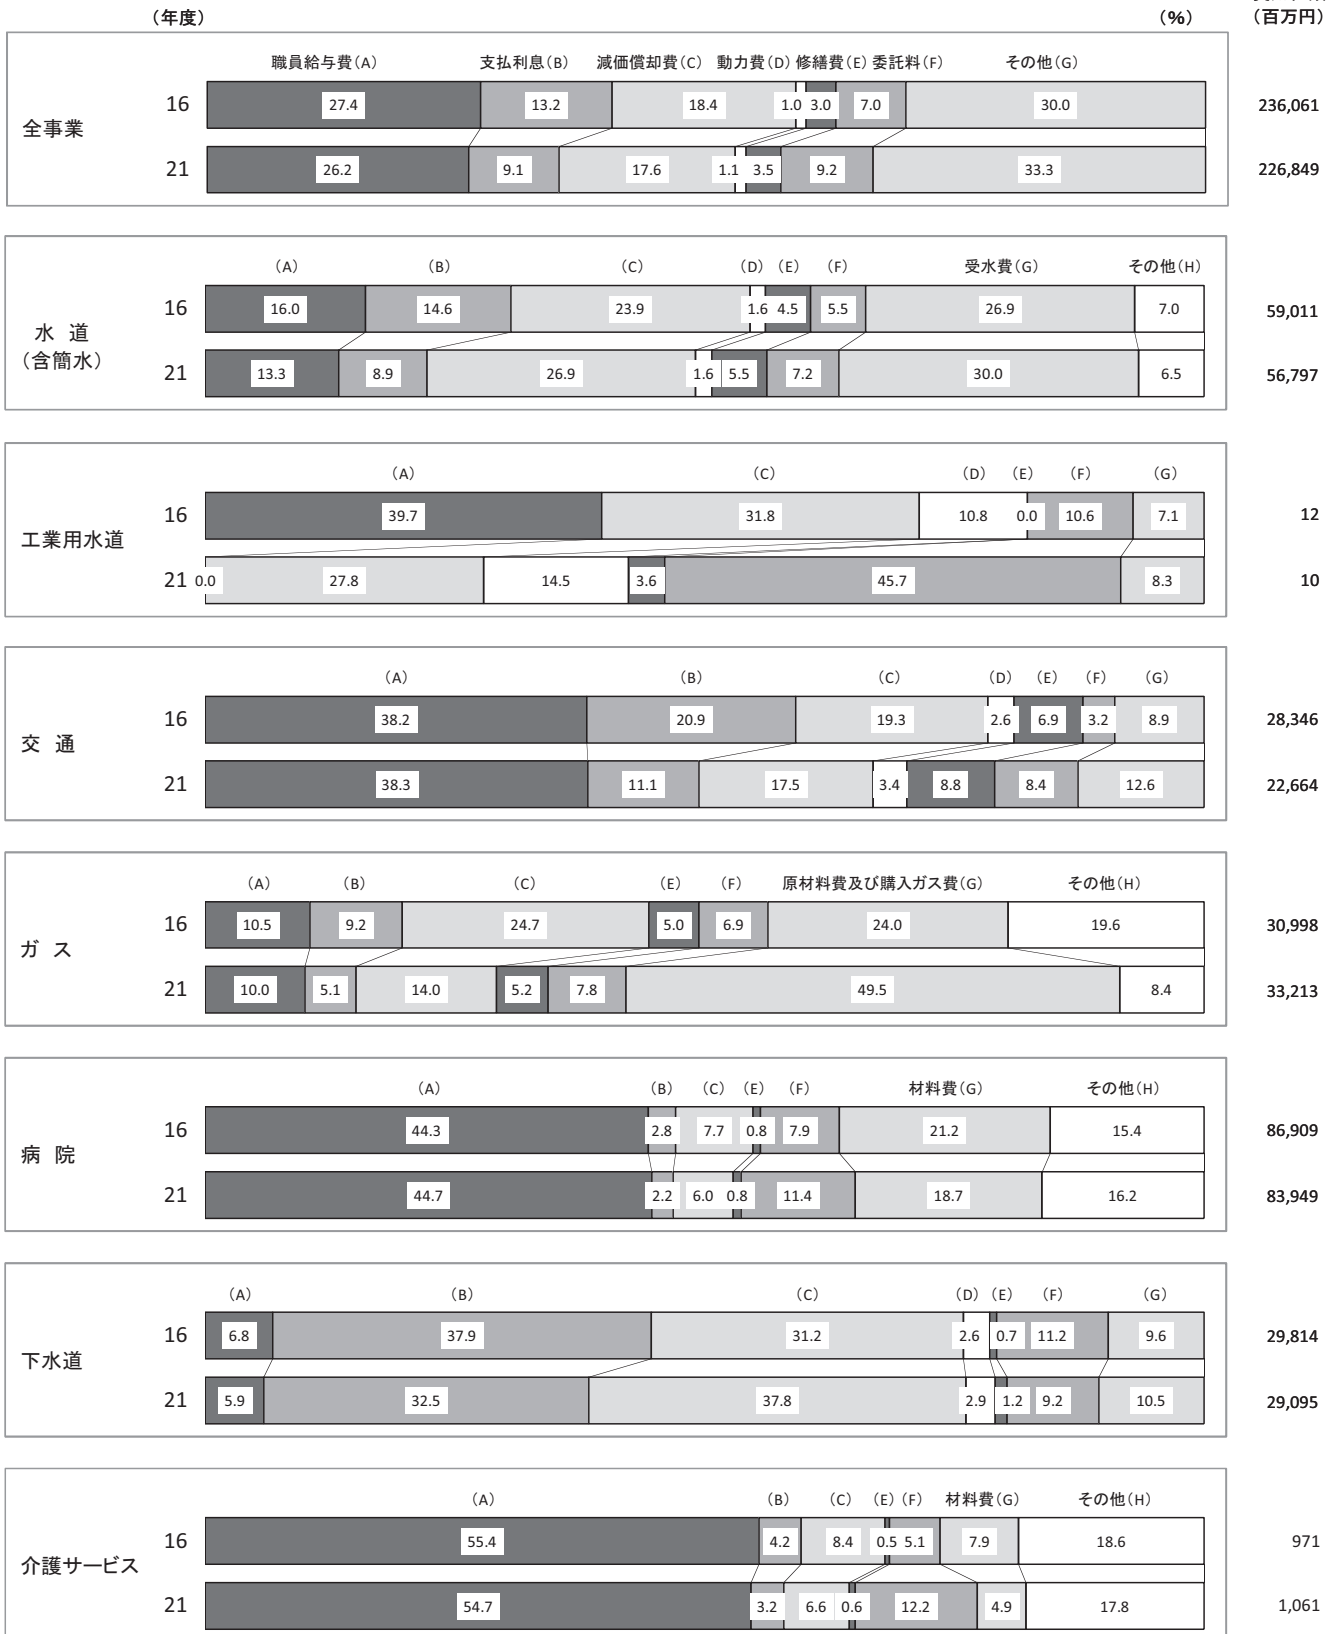 （年度） （%） （百万円）
職員給与費（A） 支払利息（B） 減価償却費（C） 動力費（D） 修繕費（E） 委託料（F） その他（G）
16 27.4 13.2 18.4 1.0 3.0 7.0 30.0 236,061
全事業
21 26.2 9.1 17.6 1.1 3.5 9.2 33.3 226,849
（A） （B） （C） （D） （E） （F） 受水費（G） その他（H）
16 16.0 14.6 23.9 1.6 4.5 5.5 26.9 7.0 59,011
水 道
（含簡水）
21 13.3 8.9 26.9 1.6 5.5 7.2 30.0 6.5 56,797
（A） （C） （D） （E） （F） （G）
16 39.7 31.8 10.8 0.0 10.6 7.1 12
工業用水道
21 0.0 27.8 14.5 3.6 45.7 8.3 10
（A） （B） （C） （D） （E） （F） （G）
16 38.2 20.9 19.3 2.6 6.9 3.2 8.9 28,346
交 通
21 38.3 11.1 17.5 3.4 8.8 8.4 12.6 22,664
（A） （B） （C） （E） （F） 原材料費及び購入ガス費（G） その他（H）
16 10.5 9.2 24.7 5.0 6.9 24.0 19.6 30,998
ガ ス
21 10.0 5.1 14.0 5.2 7.8 49.5 8.4 33,213
（A） （B） （C） （E） （F） 材料費（G） その他（H）
16 44.3 2.8 7.7 0.8 7.9 21.2 15.4 86,909
病 院
21 44.7 2.2 6.0 0.8 11.4 18.7 16.2 83,949
（A） （B） （C） （D） （E） （F） （G）
16 6.8 37.9 31.2 2.6 0.7 11.2 9.6 29,814
下水道
21 5.9 32.5 37.8 2.9 1.2 9.2 10.5 29,095
（A） （B） （C） （E） （F） 材料費（G） その他（H）
16 55.4 4.2 8.4 0.5 5.1 7.9 18.6 971
介護サービス
21 54.7 3.2 6.6 0.6 12.2 4.9 17.8 1,061